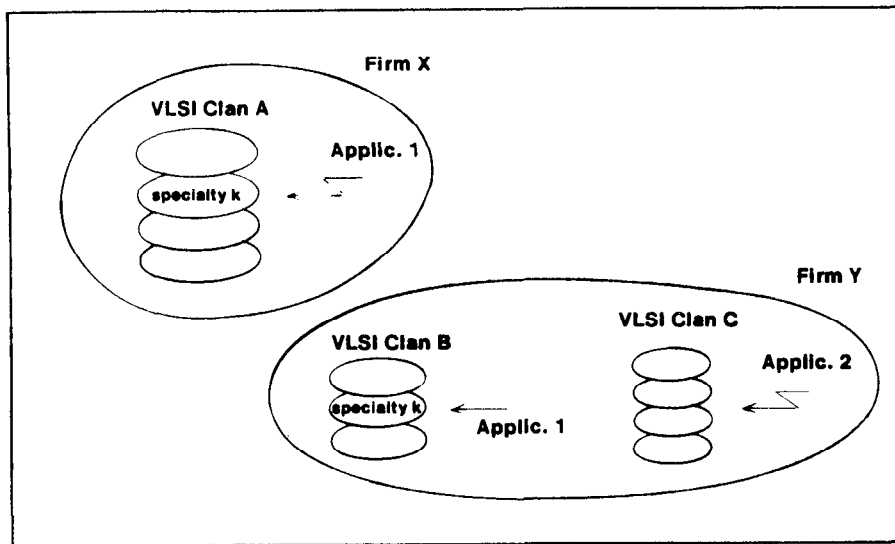 Firm X
VLSI Clan A
Applic. 1
specialty k
Firm Y
VLSI Clan C
VLSI Clan B
Applic. 2
specialty k
Applic. 1